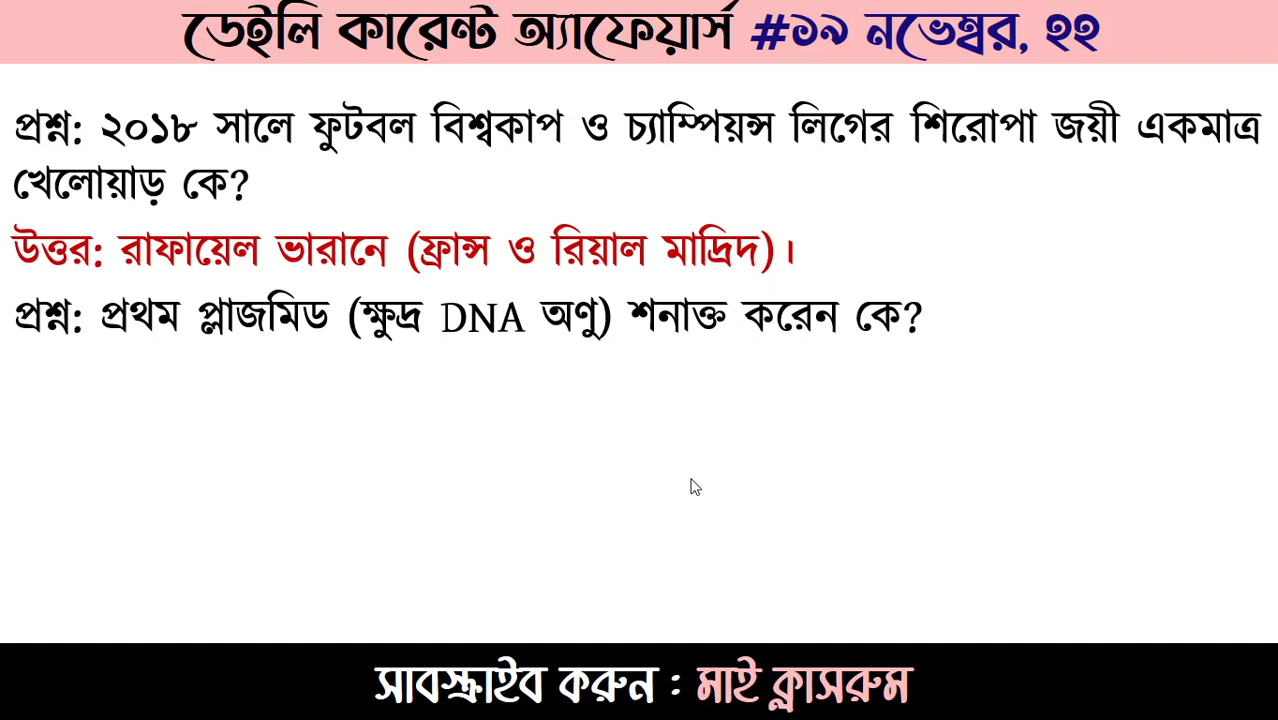 ডেইলি কারেন্ট অ্যাফেয়ার্স #১৯ নভেম্বর, ২২
প্রশ্ন: ২০১৮ সালে ফুটবল বিশ্বকাপ ও চ্যাম্পিয়ন্স লিগের শিরোপা জয়ী একমাত্র
খেলোয়াড় কে?
উত্তর: রাফায়েল ভারানে (ফ্রান্স ও রিয়াল মাদ্রিদ)।
প্রশ্ন: প্রথম প্লাজমিড (ক্ষুদ্র DNA অণু) শনাক্ত করেন কে?
সাবস্ক্রাইব করুন : মাই ক্লাসরুম